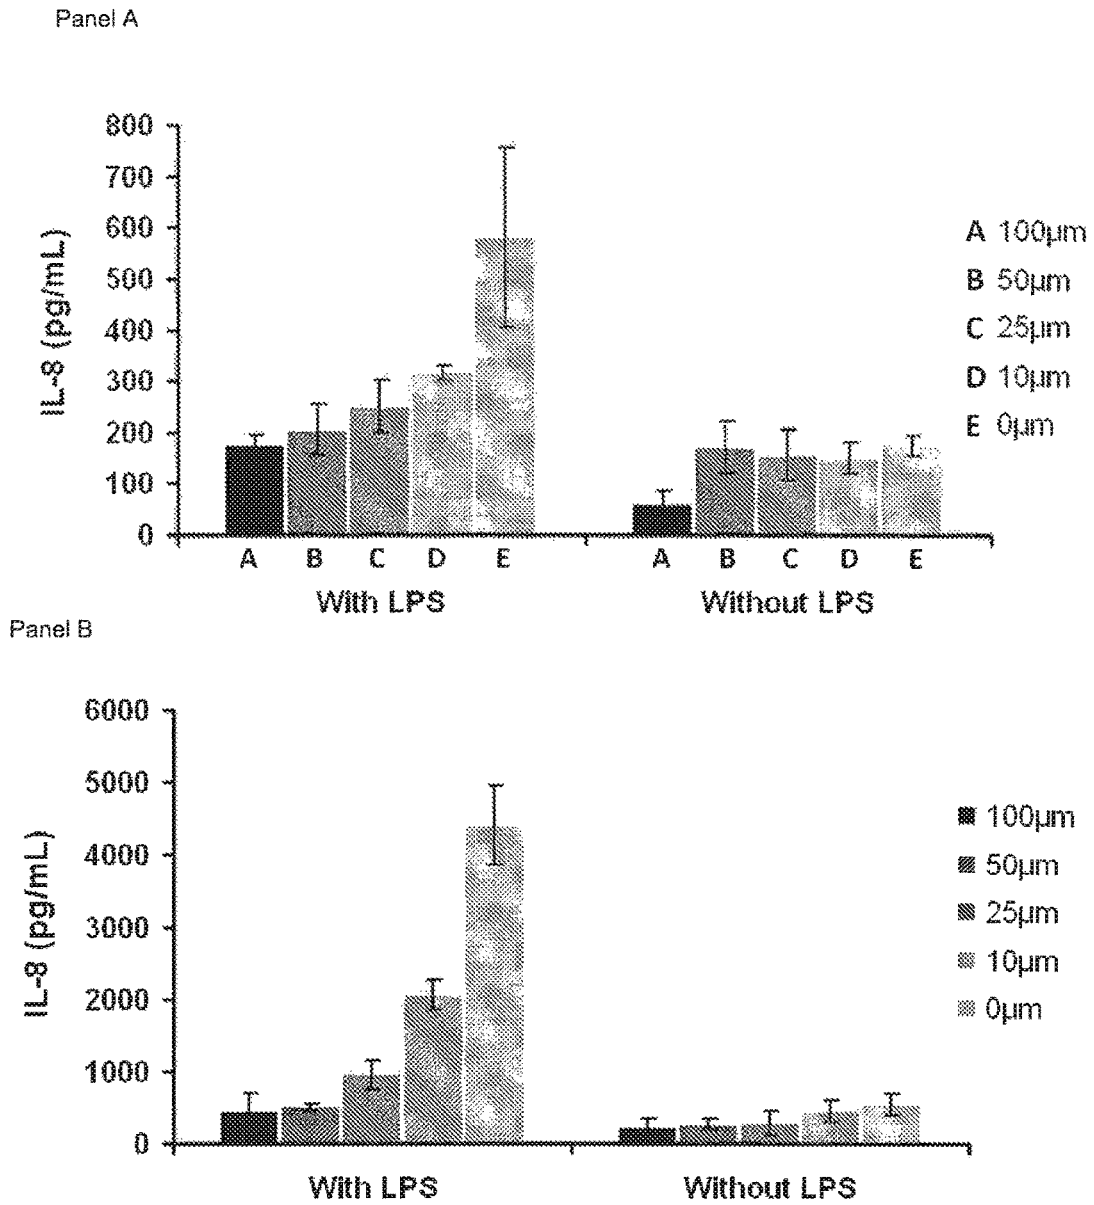 Panel A
800
700
600
500
400
300
200
100
0
IL-8 (pg/mL)
A B C D E A B C D E
With LPS Without LPS
A 100µm
B 50µm
C 25µm
D 10µm
E 0µm
Panel B
6000
5000
4000
3000
2000
1000
0
IL-8 (pg/mL)
With LPS Without LPS
100µm
50µm
25µm
10µm
0µm